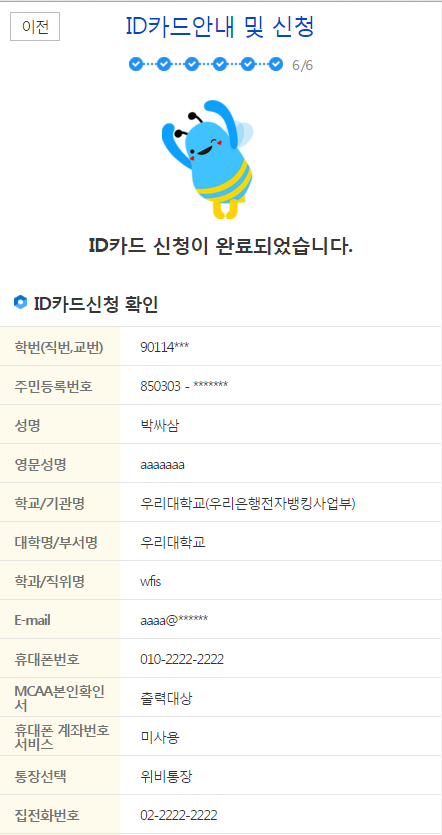 이전
ID카드안내 및 신청
6/6
ID카드 신청이 완료되었습니다.
ID카드신청 확인
학번(직번,교번) 90114***
주민등록번호 850303 - *******
성명 박싸삼
영문성명 aaaaaaa
학교/기관명 우리대학교(우리은행전자뱅킹사업부)
대학명/부서명 우리대학교
학과/직위명 wfis
E-mail aaaa@******
휴대폰번호 010-2222-2222
MCAA본인확인
서 출력대상
휴대폰 계좌번호
서비스 미사용
통장선택 위비통장
집전화번호 02-2222-2222